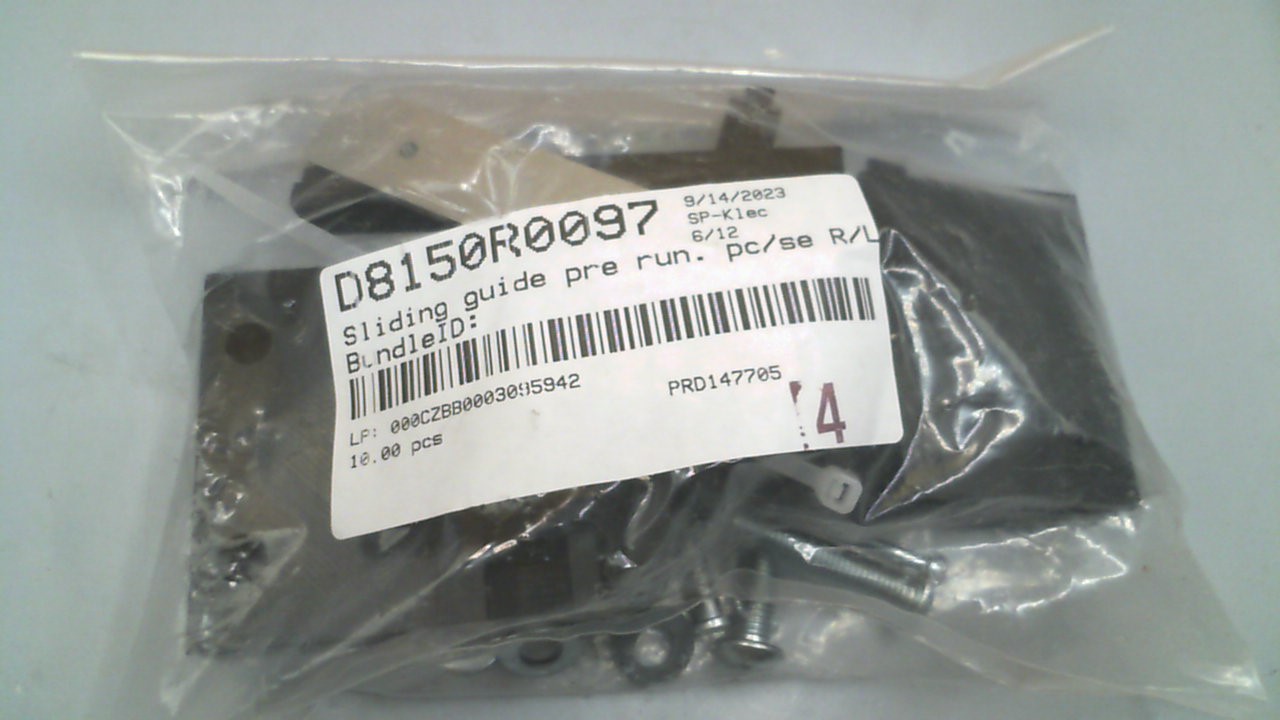 D8150R0097
9/14/2023
SP-Klec
6/12
Sliding guide pre run. pc/se R/L
BundleID:
LP: 000CZBB0003095942
PRD147705
10.00 pcs
4